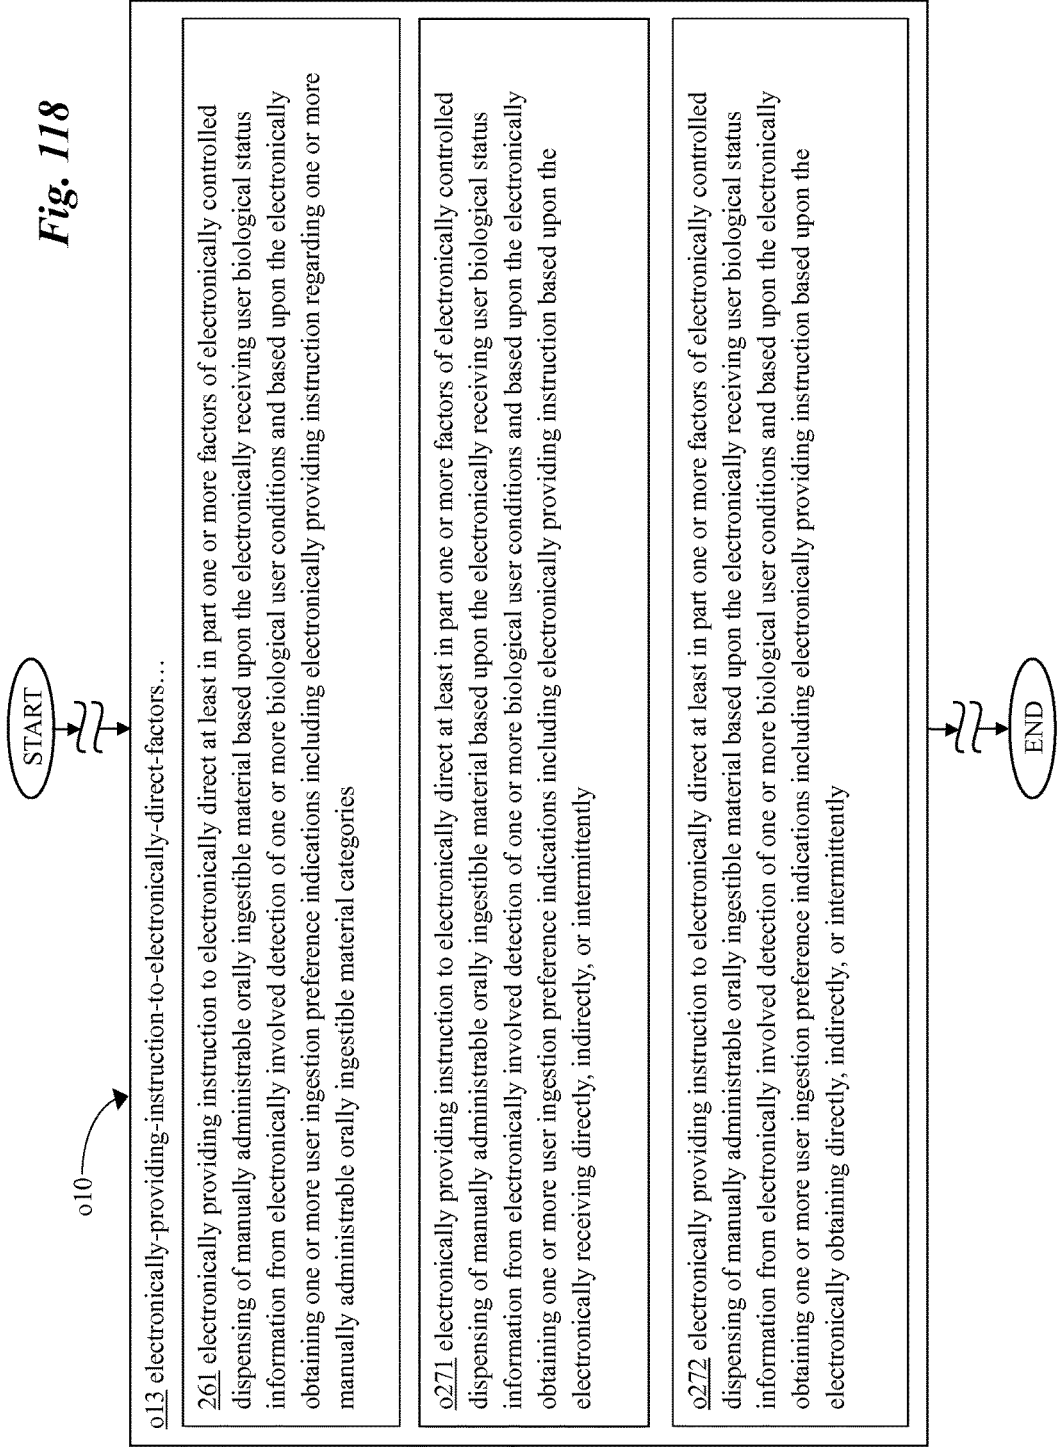 Fig. 118
START
o10
o13 electronically-providing-instruction-to-electronically-direct-factors…
261 electronically providing instruction to electronically direct at least in part one or more factors of electronically controlled
dispensing of manually administrable orally ingestible material based upon the electronically receiving user biological status
information from electronically involved detection of one or more biological user conditions and based upon the electronically
obtaining one or more user ingestion preference indications including electronically providing instruction regarding one or more
manually administrable orally ingestible material categories
o271 electronically providing instruction to electronically direct at least in part one or more factors of electronically controlled
dispensing of manually administrable orally ingestible material based upon the electronically receiving user biological status
information from electronically involved detection of one or more biological user conditions and based upon the electronically
obtaining one or more user ingestion preference indications including electronically providing instruction based upon the
electronically receiving directly, indirectly, or intermittently
o272 electronically providing instruction to electronically direct at least in part one or more factors of electronically controlled
dispensing of manually administrable orally ingestible material based upon the electronically receiving user biological status
information from electronically involved detection of one or more biological user conditions and based upon the electronically
obtaining one or more user ingestion preference indications including electronically providing instruction based upon the
electronically obtaining directly, indirectly, or intermittently
END